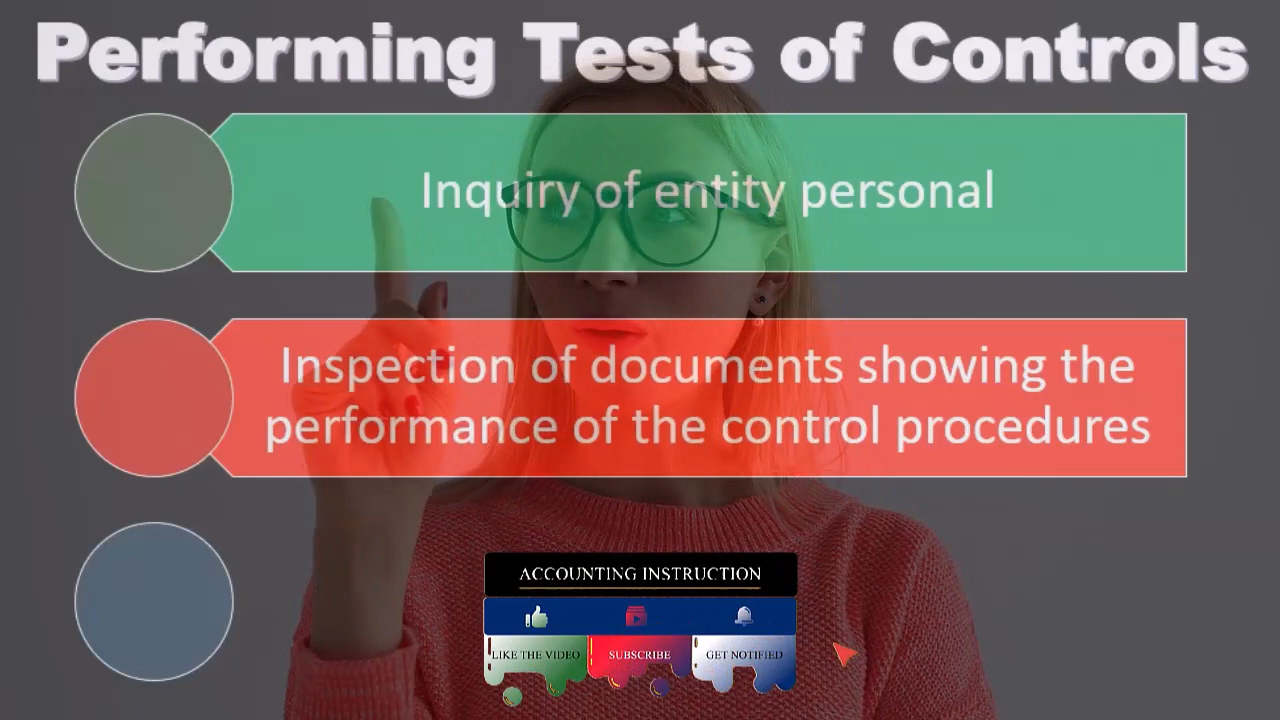 Performing Tests of Controls
Inquiry of entity personal
Inspection of documents showing the
performance of the control procedures
ACCOUNTING INSTRUCTION
LIKE THE VIDEO
SUBSCRIBE
GET NOTIFIED